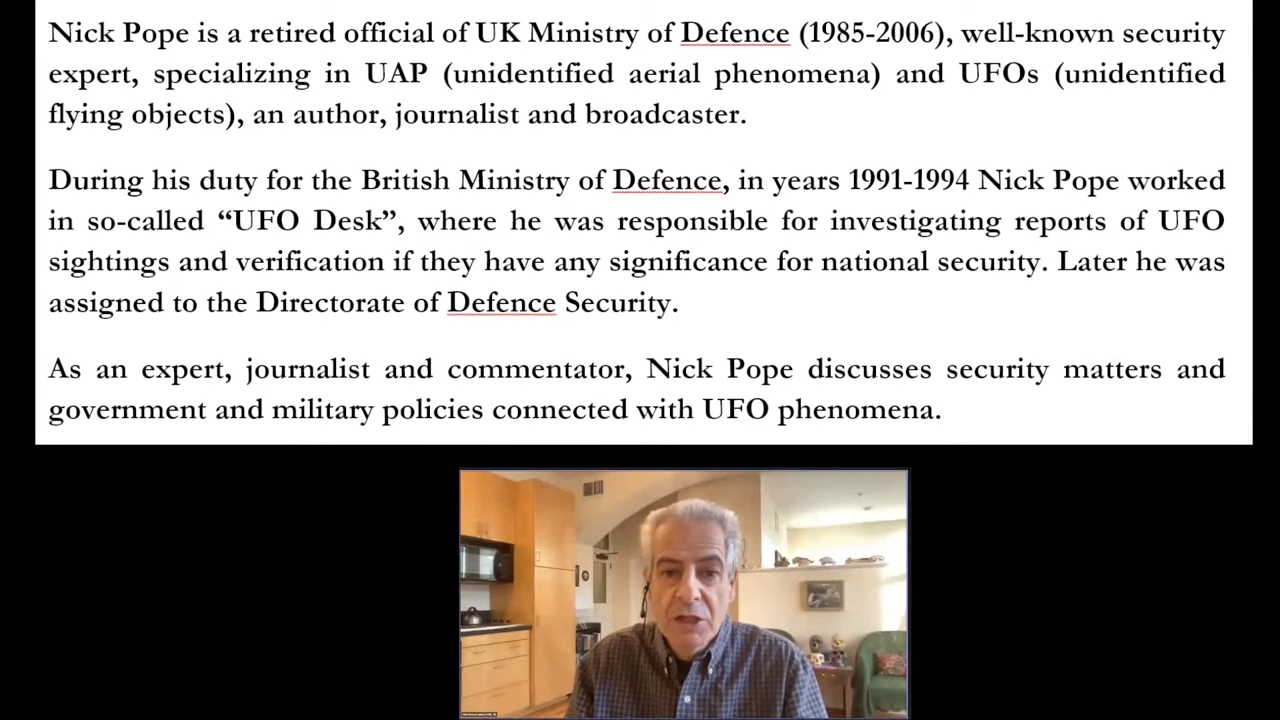 Nick Pope is a retired official of UK Ministry of Defence (1985-2006), well-known security
expert, specializing in UAP (unidentified aerial phenomena) and UFOs (unidentified
flying objects), an author, journalist and broadcaster.
During his duty for the British Ministry of Defence, in years 1991-1994 Nick Pope worked
in so-called “UFO Desk”, where he was responsible for investigating reports of UFO
sightings and verification if they have any significance for national security. Later he was
assigned to the Directorate of Defence Security.
As an expert, journalist and commentator, Nick Pope discusses security matters and
government and military policies connected with UFO phenomena.